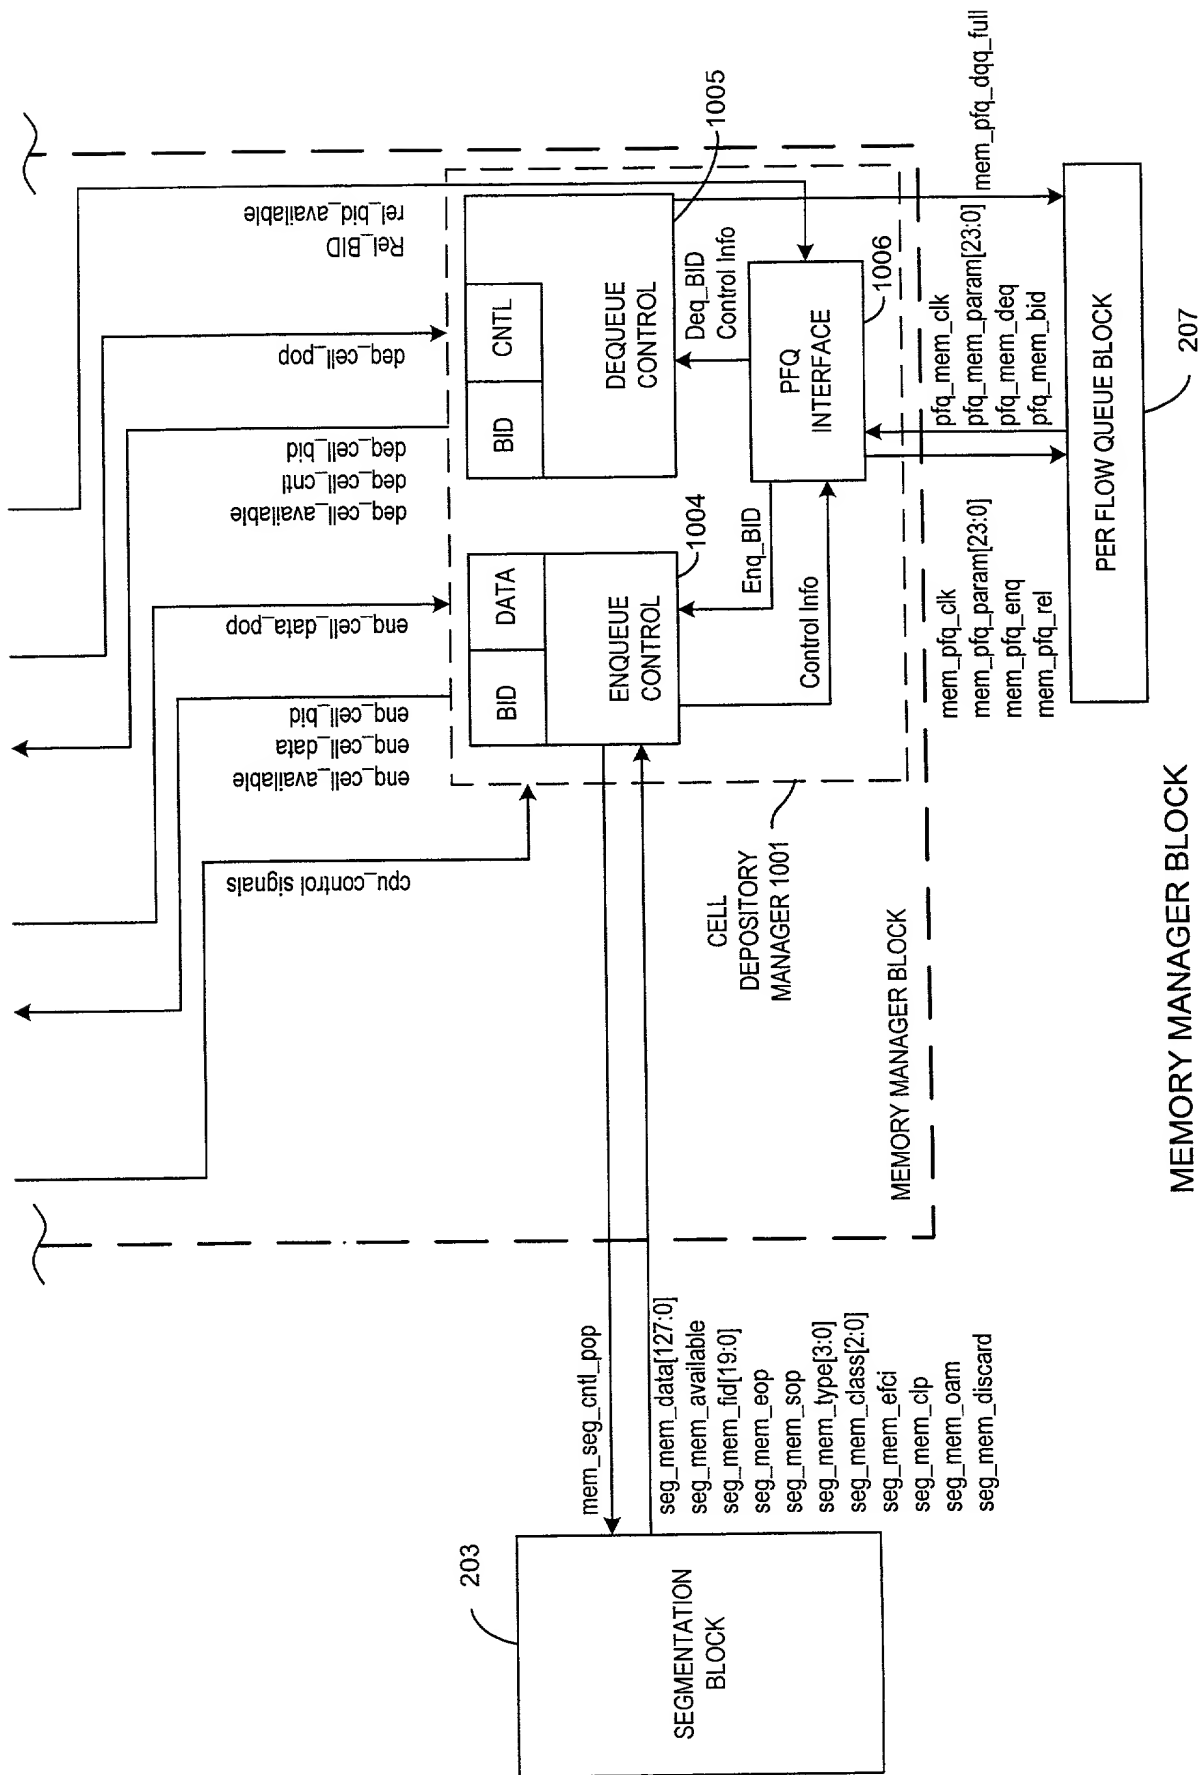 cpu_control signals
enq_cell_available
enq_cell_data
enq_cell_bid
enq_cell_data_pop
deq_cell_available
deq_cell_cntl
deq_cell_bid
deq_cell_pop
Rel_BID
rel_bid_available
mem_seg_cntl_pop
203
SEGMENTATION
BLOCK
seg_mem_data[127:0]
seg_mem_available
seg_mem_fid[19:0]
seg_mem_eop
seg_mem_sop
seg_mem_type[3:0]
seg_mem_class[2:0]
seg_mem_efci
seg_mem_clp
seg_mem_oam
seg_mem_discard
BID
DATA
ENQUEUE
CONTROL
1004
BID
CNTL
DEQUEUE
CONTROL
1005
Enq_BID
Control Info
Deq_BID
Control Info
PFQ
INTERFACE
1006
CELL
DEPOSITORY
MANAGER 1001
MEMORY MANAGER BLOCK
mem_pfq_clk
mem_pfq_param[23:0]
mem_pfq_enq
mem_pfq_rel
pfq_mem_clk
pfq_mem_param[23:0]
pfq_mem_deq
pfq_mem_bid
mem_pfq_dqq_full
PER FLOW QUEUE BLOCK
207
MEMORY MANAGER BLOCK